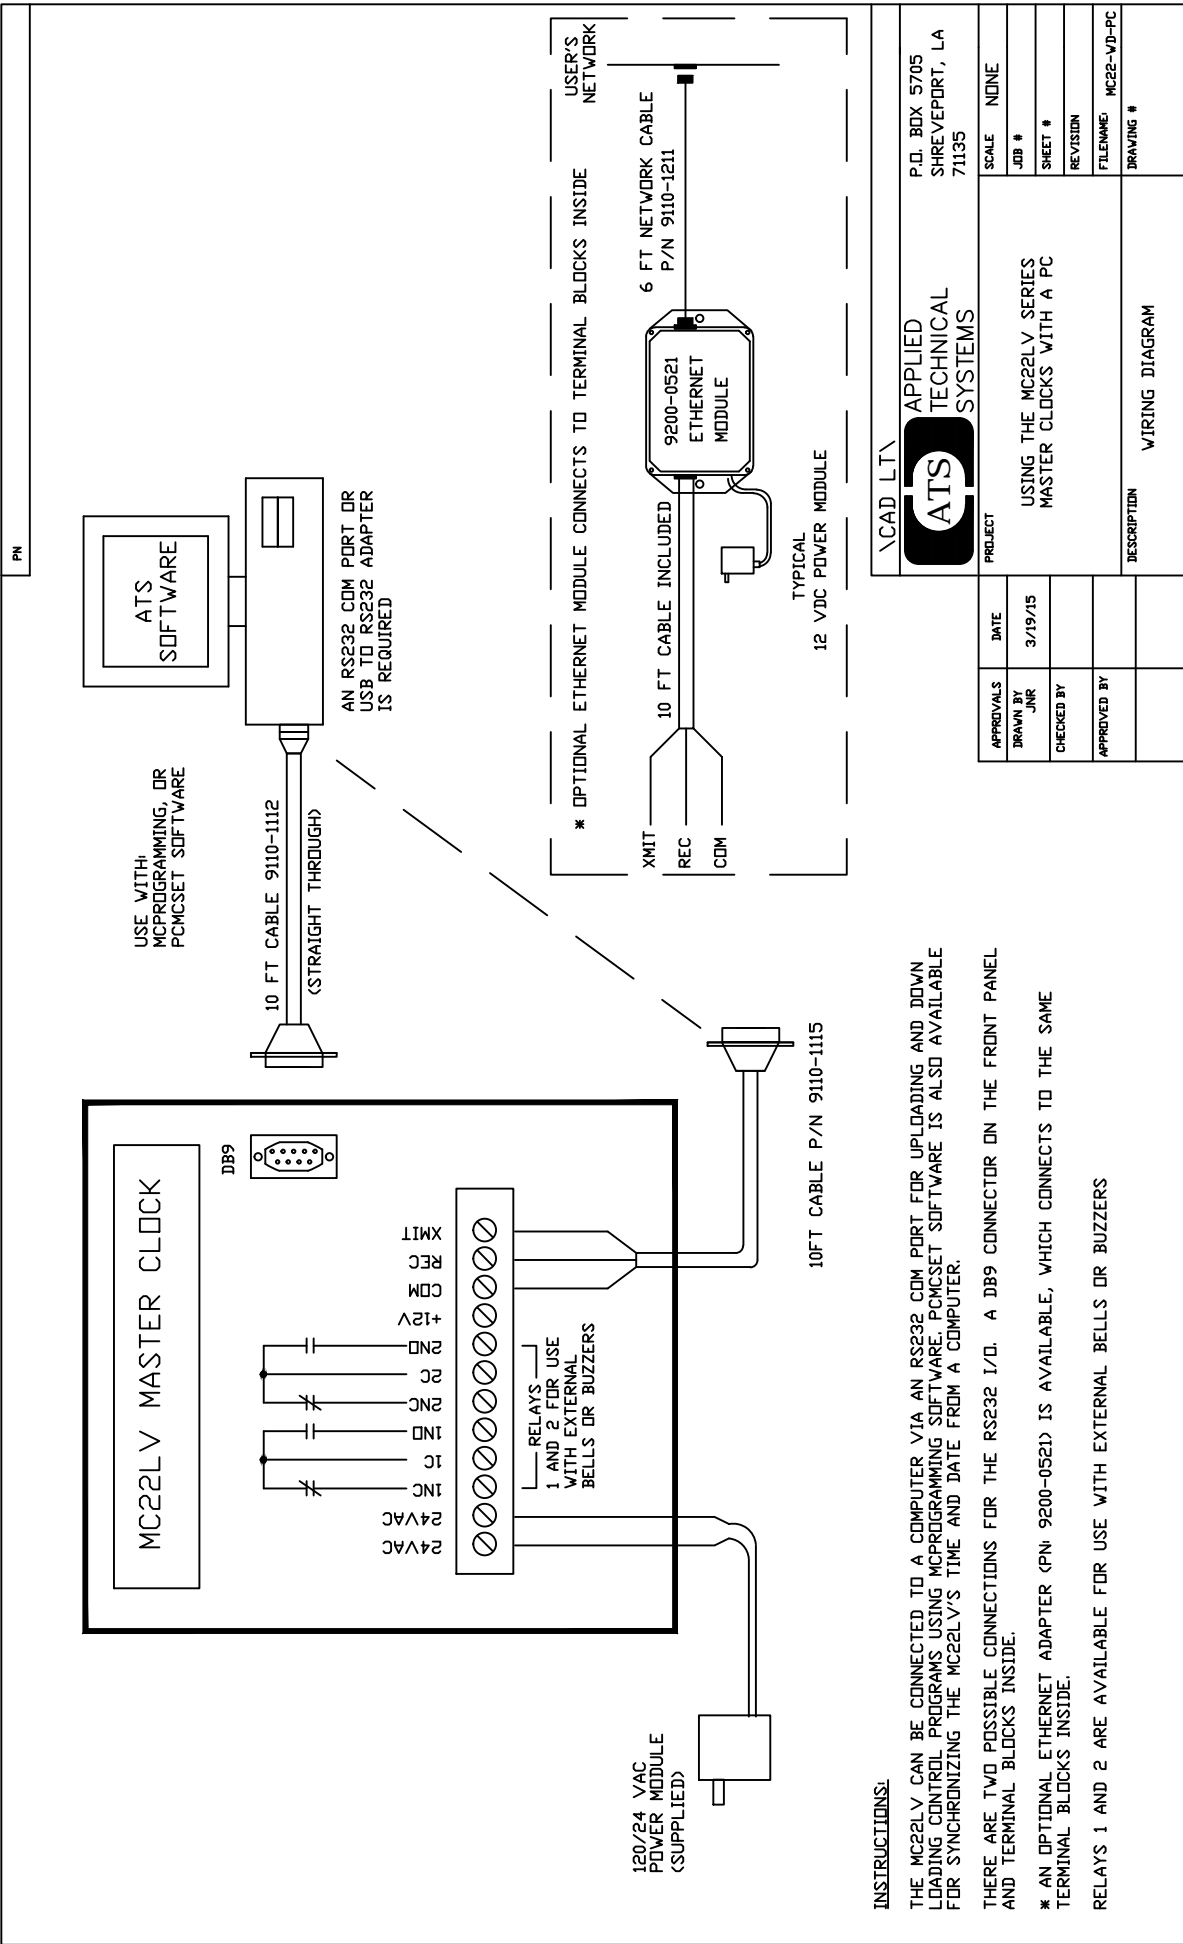 PN
USE WITH:
MCPROGRAMMING, OR
PCMCSET SOFTWARE
ATS
SOFTWARE
10 FT CABLE 9110-1112
(STRAIGHT THROUGH)
AN RS232 COM PORT OR
USB TO RS232 ADAPTER
IS REQUIRED
MC22LV MASTER CLOCK
DB9
24VAC
24VAC
1NC
1C
1NO
2NC
2C
2NO
+12V
COM
REC
XMIT
RELAYS
1 AND 2 FOR USE
WITH EXTERNAL
BELLS OR BUZZERS
120/24 VAC
POWER MODULE
(SUPPLIED)
10FT CABLE P/N 9110-1115
USER'S
NETWORK
* OPTIONAL ETHERNET MODULE CONNECTS TO TERMINAL BLOCKS INSIDE
XMIT
REC
COM
10 FT CABLE INCLUDED
9200-0521
ETHERNET
MODULE
6 FT NETWORK CABLE
P/N 9110-1211
TYPICAL
12 VDC POWER MODULE
INSTRUCTIONS:
THE MC22LV CAN BE CONNECTED TO A COMPUTER VIA AN RS232 COM PORT FOR UPLOADING AND DOWN
LOADING CONTROL PROGRAMS USING MCPROGRAMMING SOFTWARE. PCMCSET SOFTWARE IS ALSO AVAILABLE
FOR SYNCHRONIZING THE MC22LV'S TIME AND DATE FROM A COMPUTER.
THERE ARE TWO POSSIBLE CONNECTIONS FOR THE RS232 I/O. A DB9 CONNECTOR ON THE FRONT PANEL
AND TERMINAL BLOCKS INSIDE.
* AN OPTIONAL ETHERNET ADAPTER (PN: 9200-0521) IS AVAILABLE, WHICH CONNECTS TO THE SAME
TERMINAL BLOCKS INSIDE.
RELAYS 1 AND 2 ARE AVAILABLE FOR USE WITH EXTERNAL BELLS OR BUZZERS
\CAD LT\
ATS
APPLIED
TECHNICAL
SYSTEMS
P.O. BOX 5705
SHREVEPORT, LA
71135
APPROVALS
DATE
DRAWN BY
JNR
3/19/15
CHECKED BY
APPROVED BY
PROJECT
USING THE MC22LV SERIES
MASTER CLOCKS WITH A PC
DESCRIPTION
WIRING DIAGRAM
SCALE NONE
JOB #
SHEET #
REVISION
FILENAME: MC22-WD-PC
DRAWING #